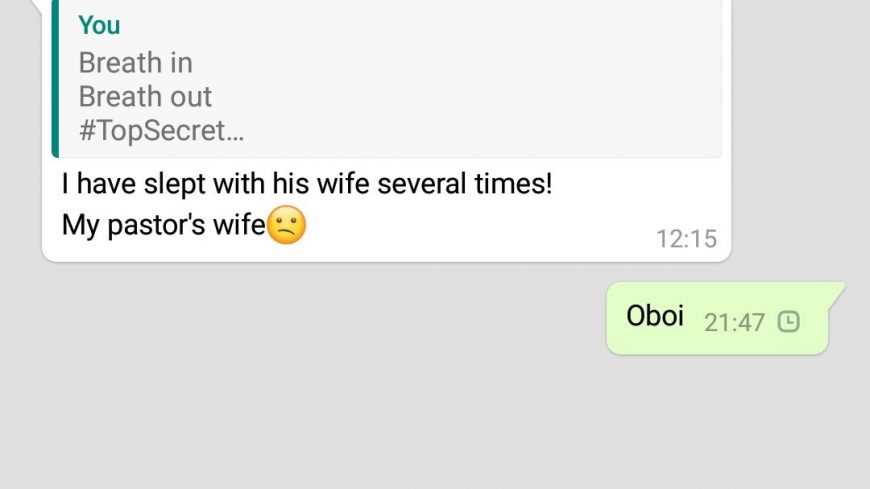 You
Breath in
Breath out
#TopSecret...
I have slept with his wife several times!
My pastor's wife😕
12:15
Oboi 21:47